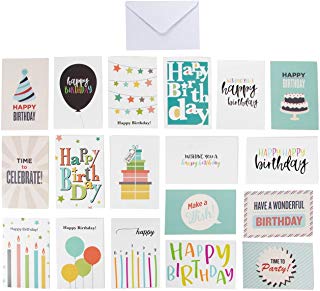 HAPPY
BIRTHDAY
happy
BIRTHDAY
Happy Birthday!
Happy
Birth
day
happy
birthday
HAPPY
BIRTHDAY
TIME TO
CELEBRATE!
HAPPY
BiRTH
DAY
WISHING YOU A
HAPPY
birthday
Make a
Wish!
HAVE A WONDERFUL
BIRTHDAY
Happy Birthday!
Happy Birthday!
happy
HAPPY
BIRTHDAY
TIME TO
Party!